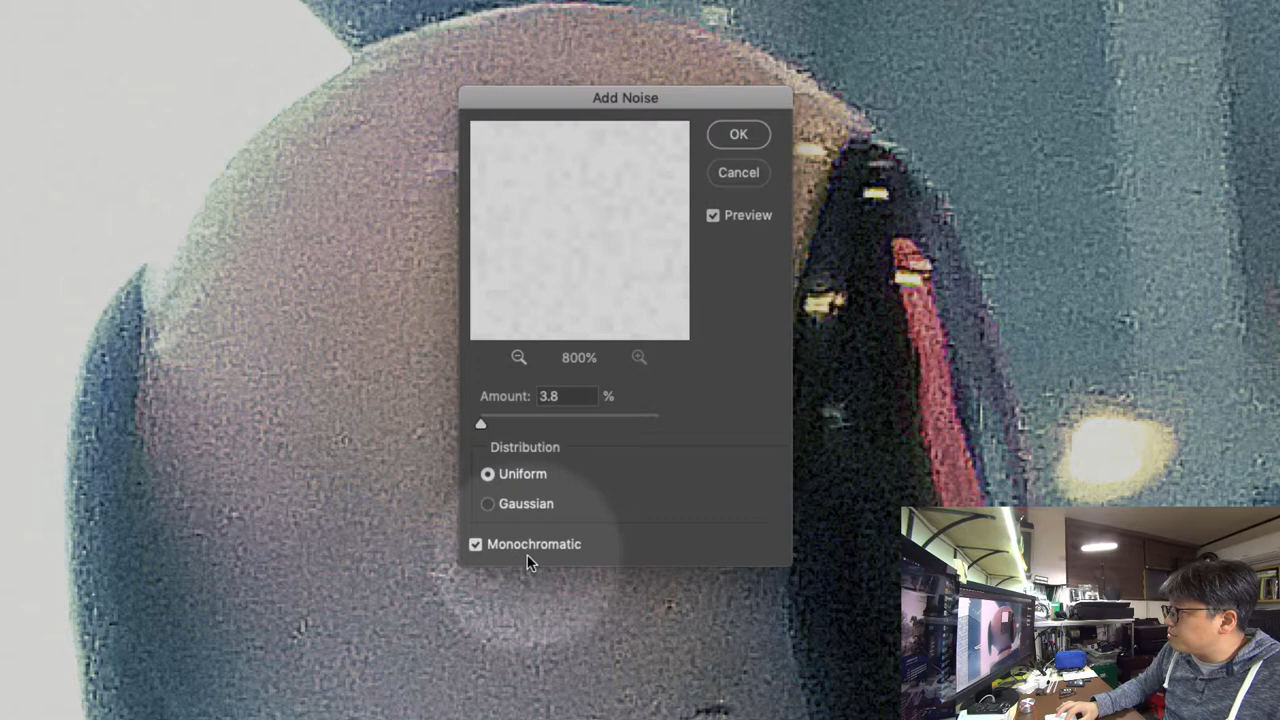 Add Noise
OK
Cancel
Preview
800%
Amount: 3.8 %
Distribution
Uniform
Gaussian
Monochromatic